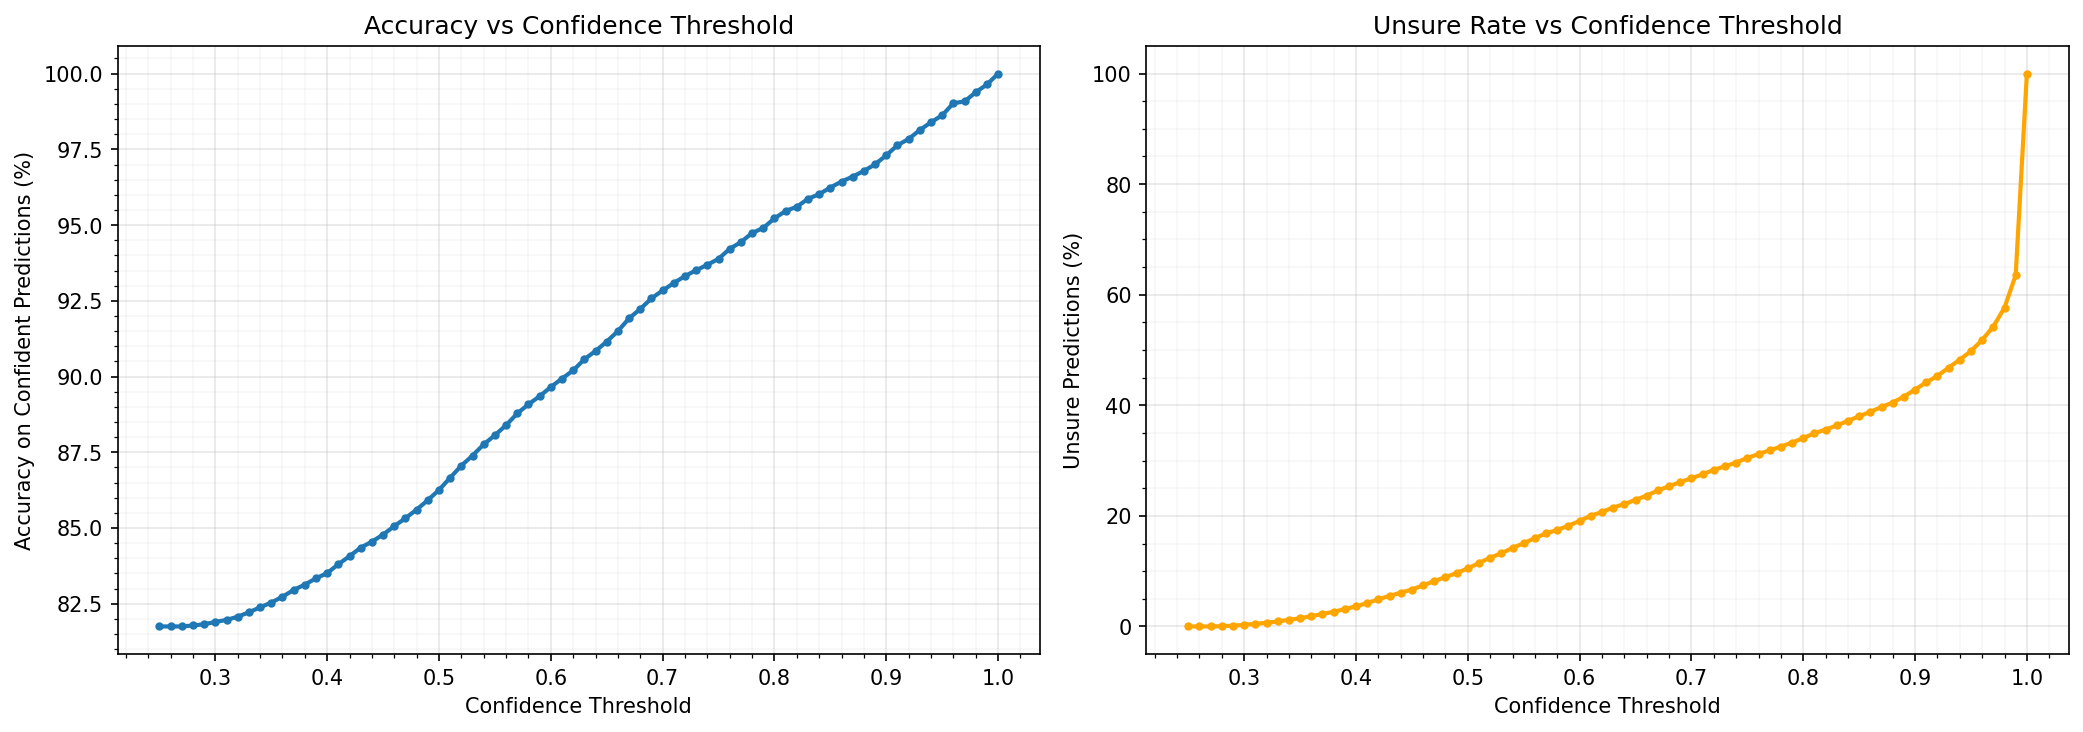 Accuracy vs Confidence Threshold
Accuracy on Confident Predictions (%)
100.0
97.5
95.0
92.5
90.0
87.5
85.0
82.5
0.3 0.4 0.5 0.6 0.7 0.8 0.9 1.0
Confidence Threshold
Unsure Rate vs Confidence Threshold
Unsure Predictions (%)
100
80
60
40
20
0
0.3 0.4 0.5 0.6 0.7 0.8 0.9 1.0
Confidence Threshold